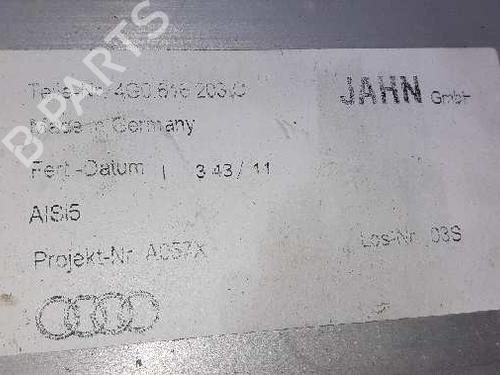 Teile-Nr. 4G0 616 203.C
JAHN GmbH
Made in Germany
Fert.-Datum 3 43 / 11
AlSi5
Projekt-Nr. A057X
Los-Nr. 03S
B-PARTS